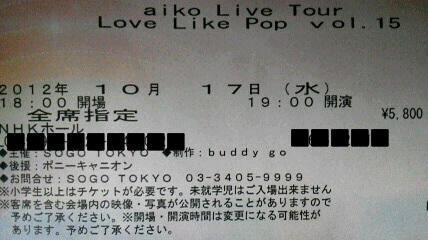 aiko Live Tour
Love Like Pop vol.15
2012年 10月 17日 (水)
18:00 開場 19:00 開演
全席指定 ¥5,800
NHKホール
◆主催:SOGO TOKYO ◆制作:buddy go
◆後援:ポニーキャニオン
◆お問合せ:SOGO TOKYO 03-3405-9999
※小学生以上はチケットが必要です。未就学児はご入場出来ません
※客席を含む会場内の映像・写真が公開されることがありますので
予めご了承ください。※開場・開演時間は変更になる可能性が
あります。予めご了承ください。